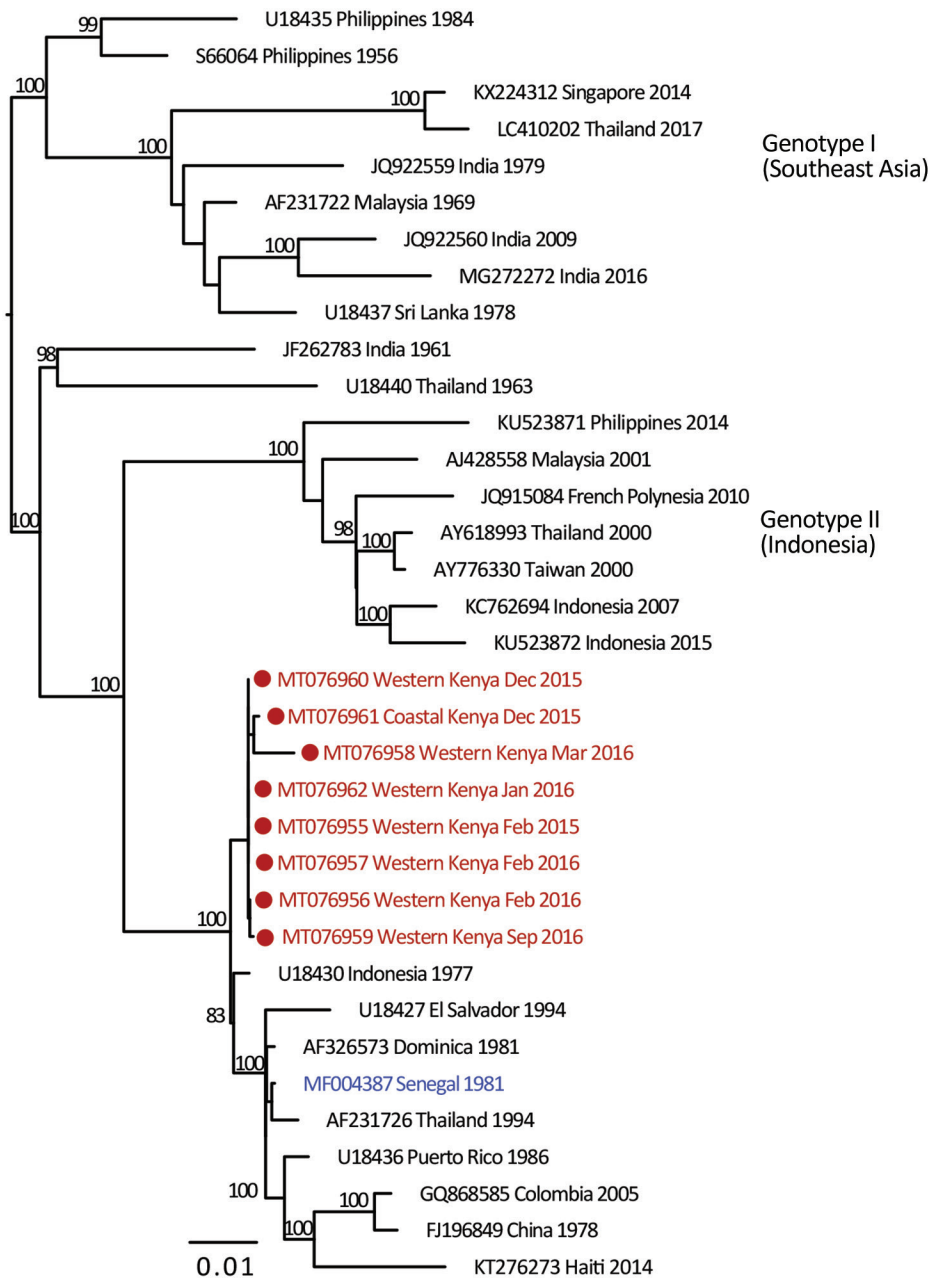 99
U18435 Philippines 1984
S66064 Philippines 1956
100
100
KX224312 Singapore 2014
LC410202 Thailand 2017
100
Genotype I
(Southeast Asia)
JQ922559 India 1979
AF231722 Malaysia 1969
100
JQ922560 India 2009
MG272272 India 2016
U18437 Sri Lanka 1978
98
JF262783 India 1961
U18440 Thailand 1963
KU523871 Philippines 2014
100
AJ428558 Malaysia 2001
JQ915084 French Polynesia 2010
100
98
100
AY618993 Thailand 2000
Genotype II
(Indonesia)
AY776330 Taiwan 2000
KC762694 Indonesia 2007
100
KU523872 Indonesia 2015
100
MT076960 Western Kenya Dec 2015
MT076961 Coastal Kenya Dec 2015
MT076958 Western Kenya Mar 2016
MT076962 Western Kenya Jan 2016
MT076955 Western Kenya Feb 2015
MT076957 Western Kenya Feb 2016
MT076956 Western Kenya Feb 2016
100
MT076959 Western Kenya Sep 2016
U18430 Indonesia 1977
83
U18427 El Salvador 1994
AF326573 Dominica 1981
100
MF004387 Senegal 1981
AF231726 Thailand 1994
U18436 Puerto Rico 1986
100
100
GQ868585 Colombia 2005
100
FJ196849 China 1978
KT276273 Haiti 2014
0.01